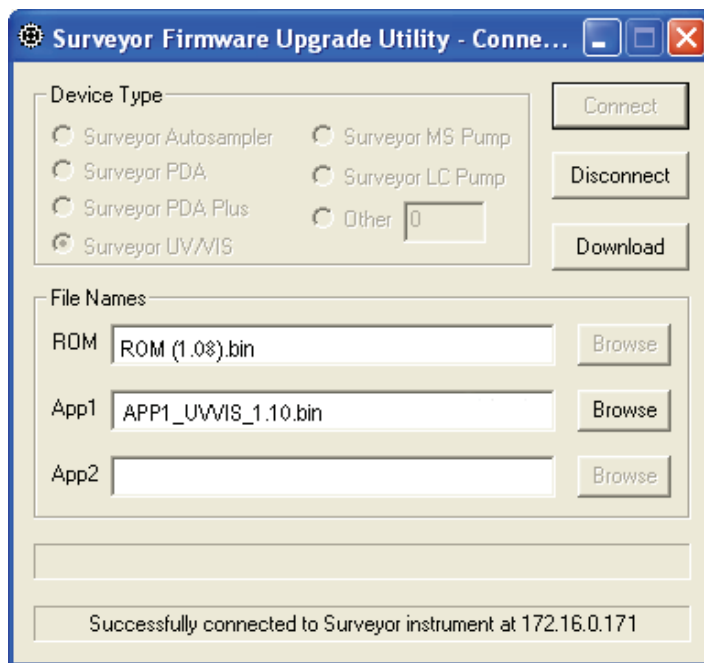 Surveyor Firmware Upgrade Utility - Conne...
Device Type
Surveyor Autosampler
Surveyor PDA
Surveyor PDA Plus
Surveyor UV/VIS
Surveyor MS Pump
Surveyor LC Pump
Other 0
Connect
Disconnect
Download
File Names
ROM ROM (1.08).bin Browse
App1 APP1_UVVIS_1.10.bin Browse
App2 Browse
Successfully connected to Surveyor instrument at 172.16.0.171